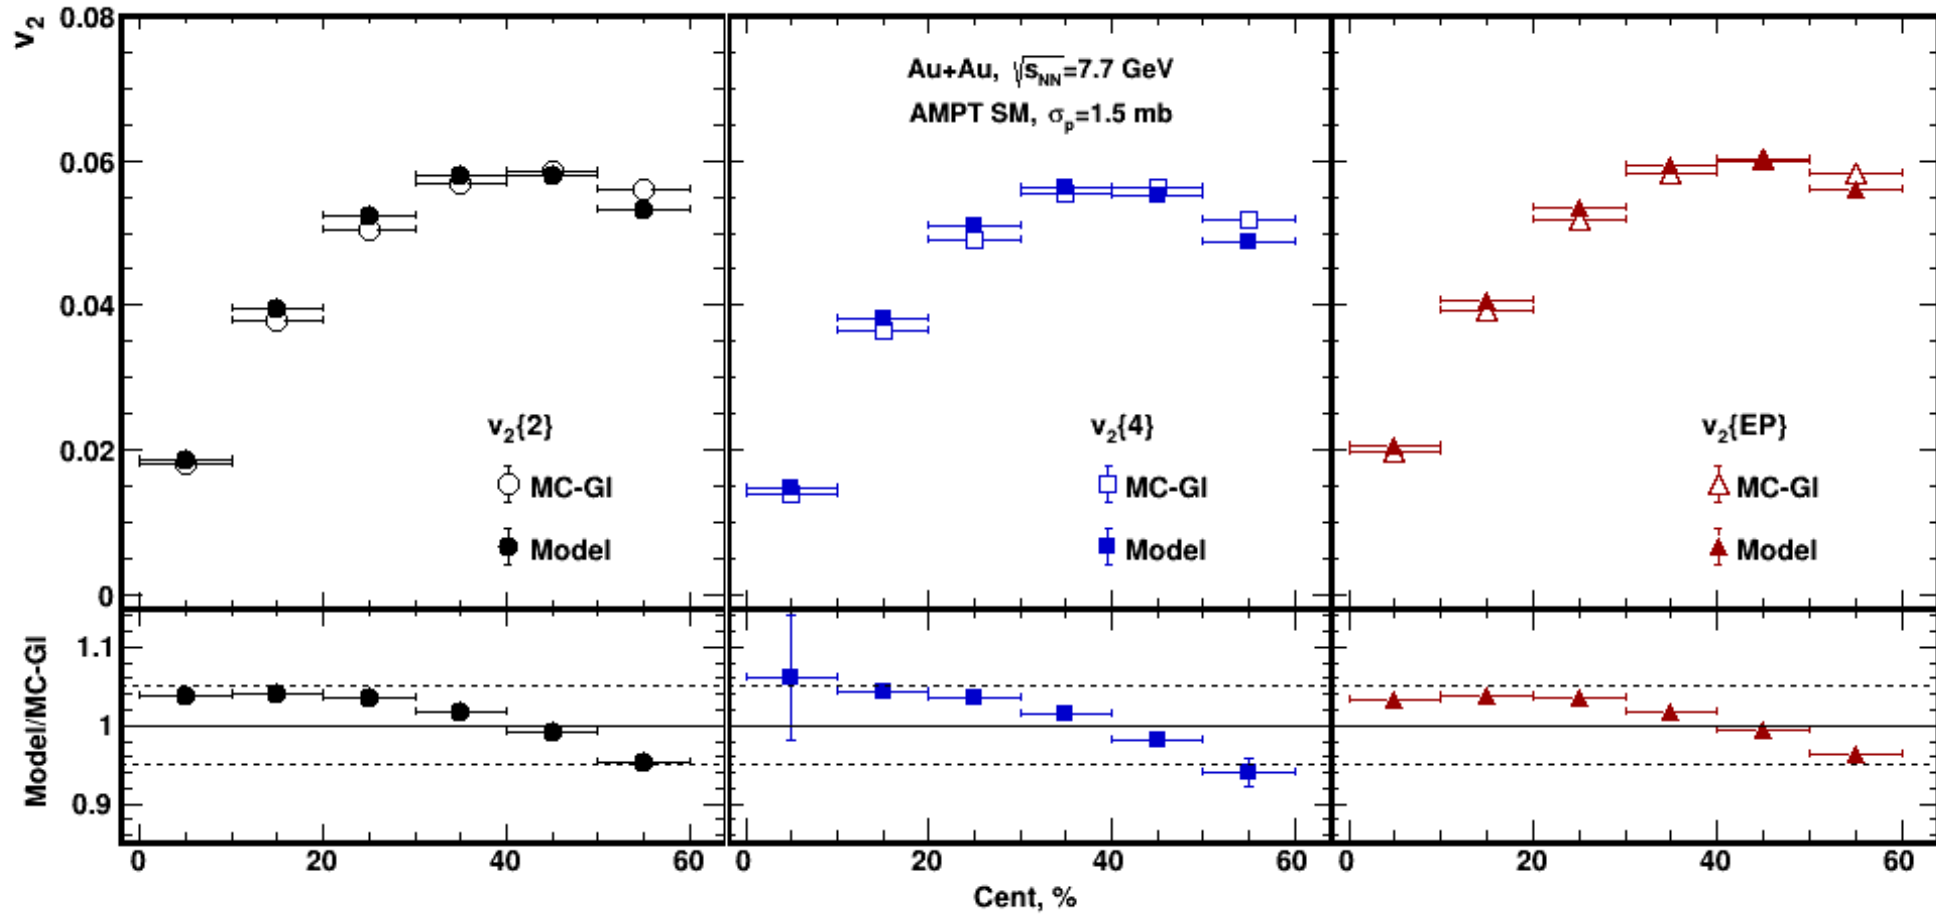 v₂
0.08
0.06
0.04
0.02
0
Au+Au, √s_NN=7.7 GeV
AMPT SM, σ_p=1.5 mb
v₂{2}
MC-Gl
Model
v₂{4}
MC-Gl
Model
v₂{EP}
MC-Gl
Model
Model/MC-Gl
1.1
1
0.9
0 20 40 60 0 20 40 60 0 20 40 60
Cent, %